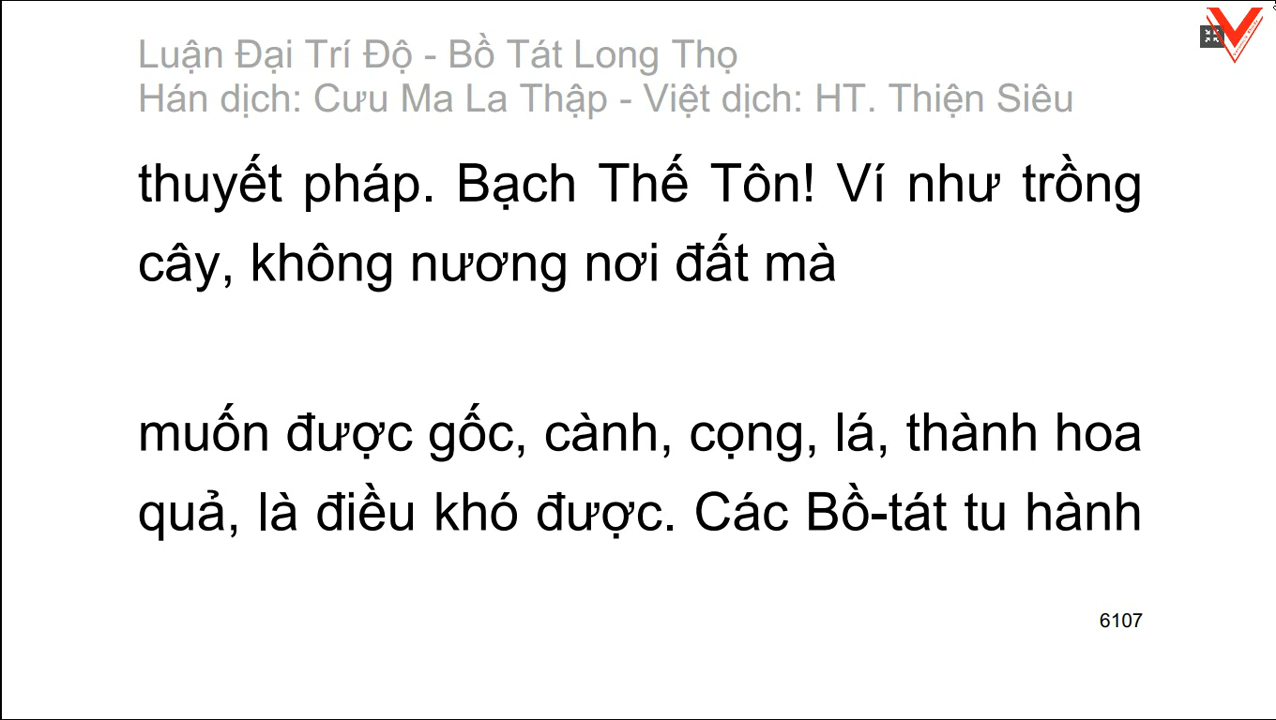 Luận Đại Trí Độ - Bồ Tát Long Thọ
Hán dịch: Cưu Ma La Thập - Việt dịch: HT. Thiện Siêu
thuyết pháp. Bạch Thế Tôn! Ví như trồng
cây, không nương nơi đất mà
muốn được gốc, cành, cọng, lá, thành hoa
quả, là điều khó được. Các Bồ-tát tu hành
6107